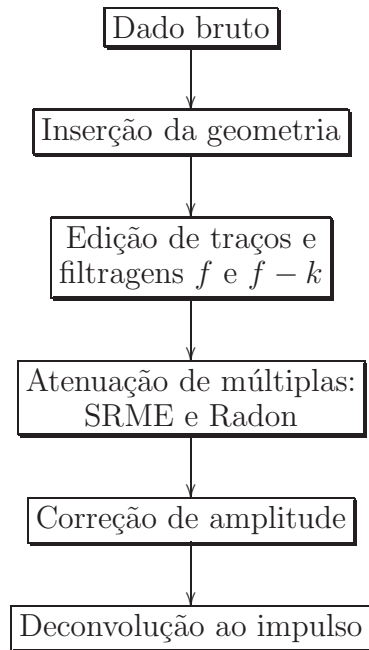 Dado bruto
Inserção da geometria
Edição de traços e
filtragens f e f − k
Atenuação de múltiplas:
SRME e Radon
Correção de amplitude
Deconvolução ao impulso